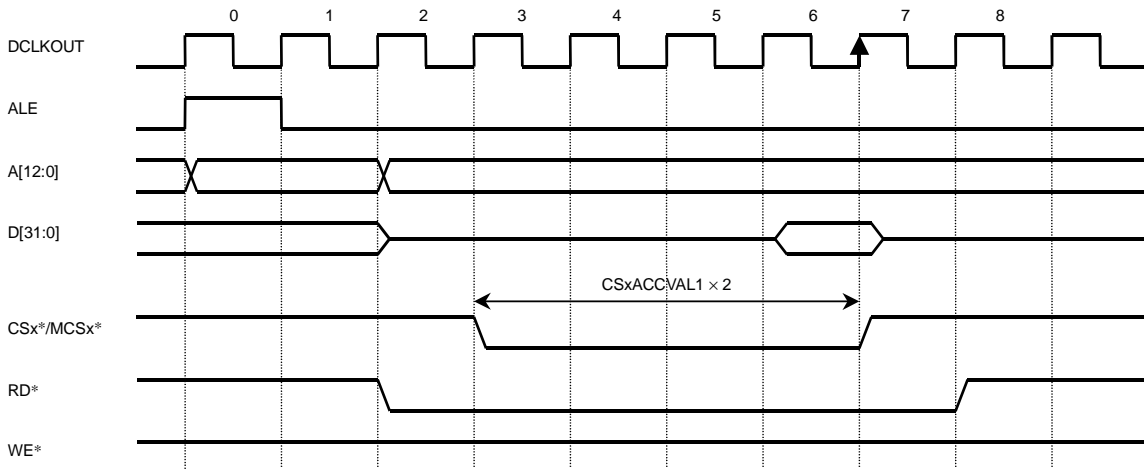 0 1 2 3 4 5 6 7 8
DCLKOUT
ALE
A[12:0]
D[31:0]
CSxACCVAL1 × 2
CSx*/MCSx*
RD*
WE*